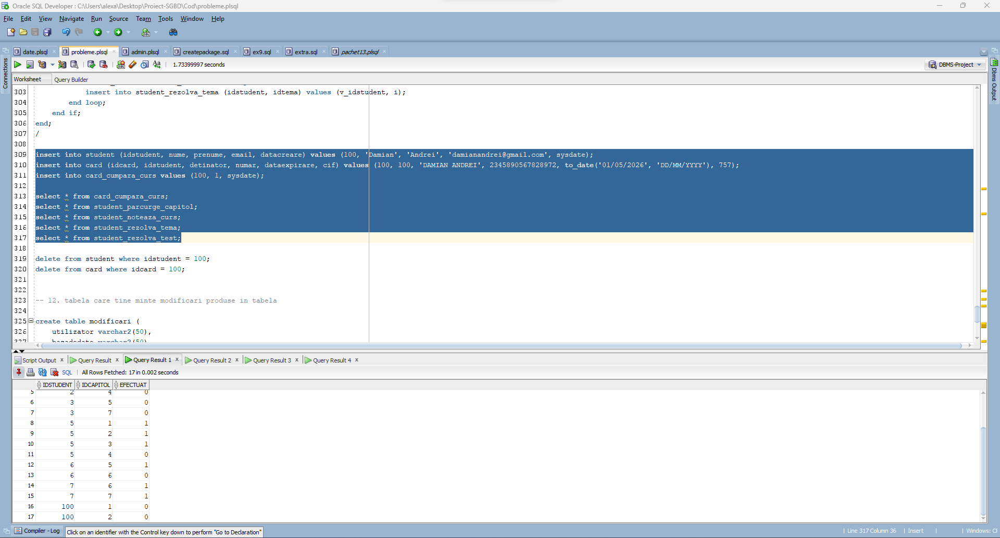 Oracle SQL Developer : C:\Users\alexa\Desktop\Proiect-SGBD\Cod\probleme.plsql
File Edit View Navigate Run Source Team Tools Window Help
date.plsql probleme.plsql admin.plsql createpackage.sql ex9.sql extra.sql pachet13.plsql
1.73399997 seconds
DBMS-Project
Connections
Dbms Output
Worksheet Query Builder
303 insert into student_rezolva_tema (idstudent, idtema) values (v_idstudent, i);
304 end loop;
305 end if;
306 end;
307 /
308
309 insert into student (idstudent, nume, prenume, email, datacreare) values (100, 'Damian', 'Andrei', 'damianandrei@gmail.com', sysdate);
310 insert into card (idcard, idstudent, detinator, numar, dataexpirare, cif) values (100, 100, 'DAMIAN ANDREI', 2345890567828972, to_date('01/05/2026', 'DD/MM/YYYY'), 757);
311 insert into card_cumpara_curs values (100, 1, sysdate);
312
313 select * from card_cumpara_curs;
314 select * from student_parcurge_capitol;
315 select * from student_noteaza_curs;
316 select * from student_rezolva_tema;
317 select * from student_rezolva_test;
318
319 delete from student where idstudent = 100;
320 delete from card where idcard = 100;
321
322
323 -- 12. tabela care tine minte modificari produse in tabela
324
325 create table modificari (
326 utilizator varchar2(50),
327 bazadedate varchar2(50)
Script Output Query Result Query Result 1 Query Result 2 Query Result 3 Query Result 4
SQL All Rows Fetched: 17 in 0.002 seconds
IDSTUDENT IDCAPITOL EFECTUAT
5 2 4 0
6 3 5 0
7 3 7 0
8 5 1 1
9 5 2 1
10 5 3 1
11 5 4 0
12 6 5 1
13 6 6 0
14 7 6 1
15 7 7 1
16 100 1 0
17 100 2 0
Compiler - Log Click on an identifier with the Control key down to perform "Go to Declaration"
Line 317 Column 36 Insert Windows: CF